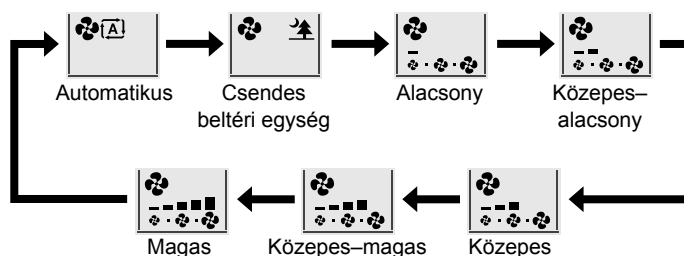 A
Automatikus
Csendes
beltéri egység
Alacsony
Közepes–
alacsony
Magas
Közepes–magas
Közepes